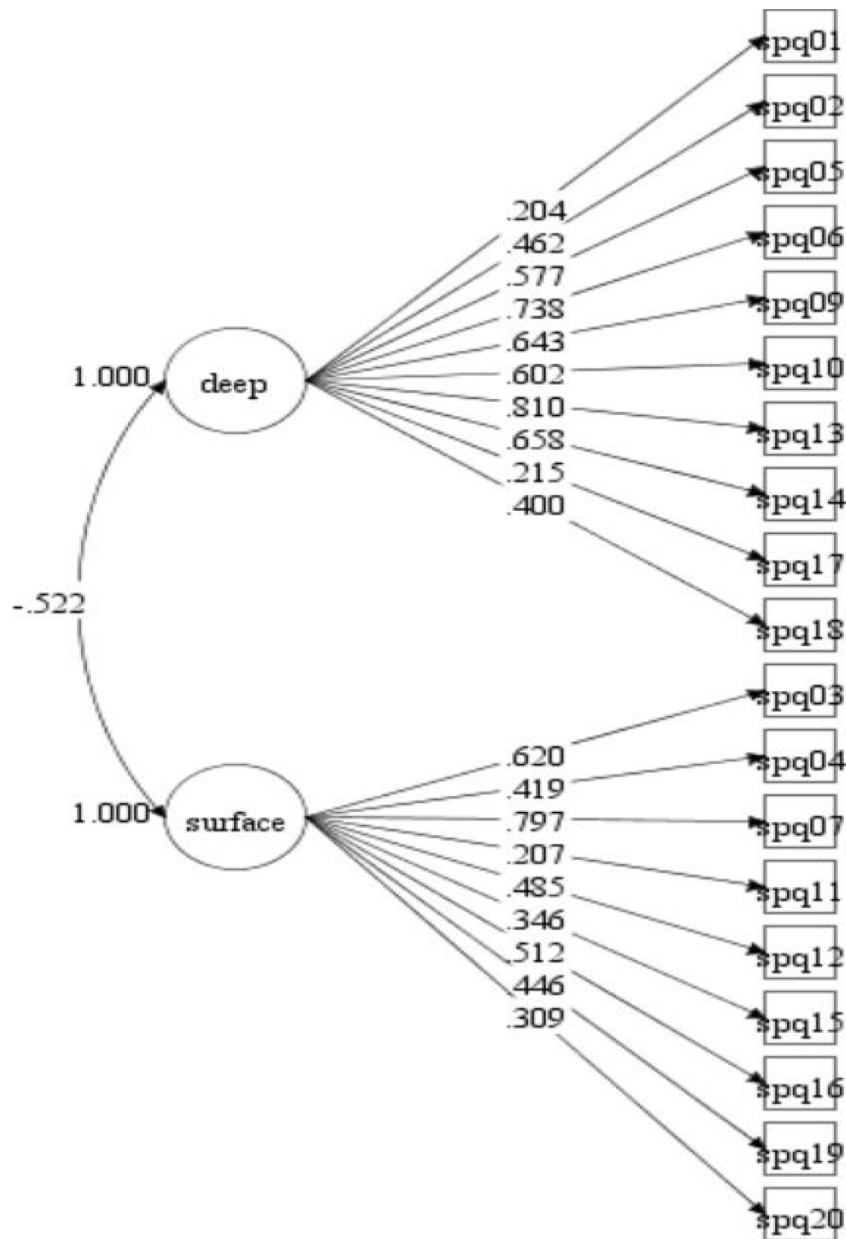 spq01
spq02
spq05
.204
spq06
.462
.577
spq09
.738
.643
spq10
1.000
deep
.602
.810
spq13
.658
.215
spq14
.400
spq17
-.522
spq18
spq03
.620
spq04
.419
1.000
surface
.797
spq07
.207
.485
spq11
.346
.512
spq12
.446
.309
spq15
spq16
spq19
spq20